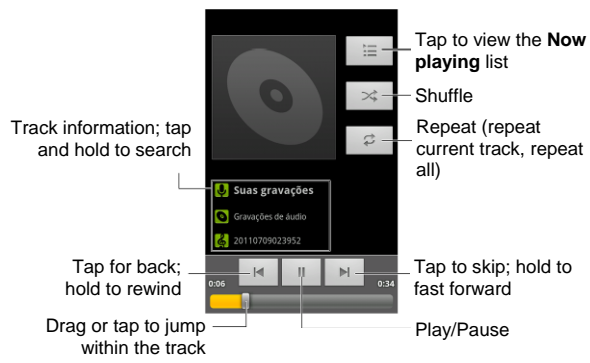 Tap to view the Now
playing list
Shuffle
Track information; tap
and hold to search
Repeat (repeat
current track, repeat
all)
Suas gravações
Gravações de áudio
20110709023952
Tap for back;
hold to rewind
0:06
0:34
Tap to skip; hold to
fast forward
Drag or tap to jump
within the track
Play/Pause